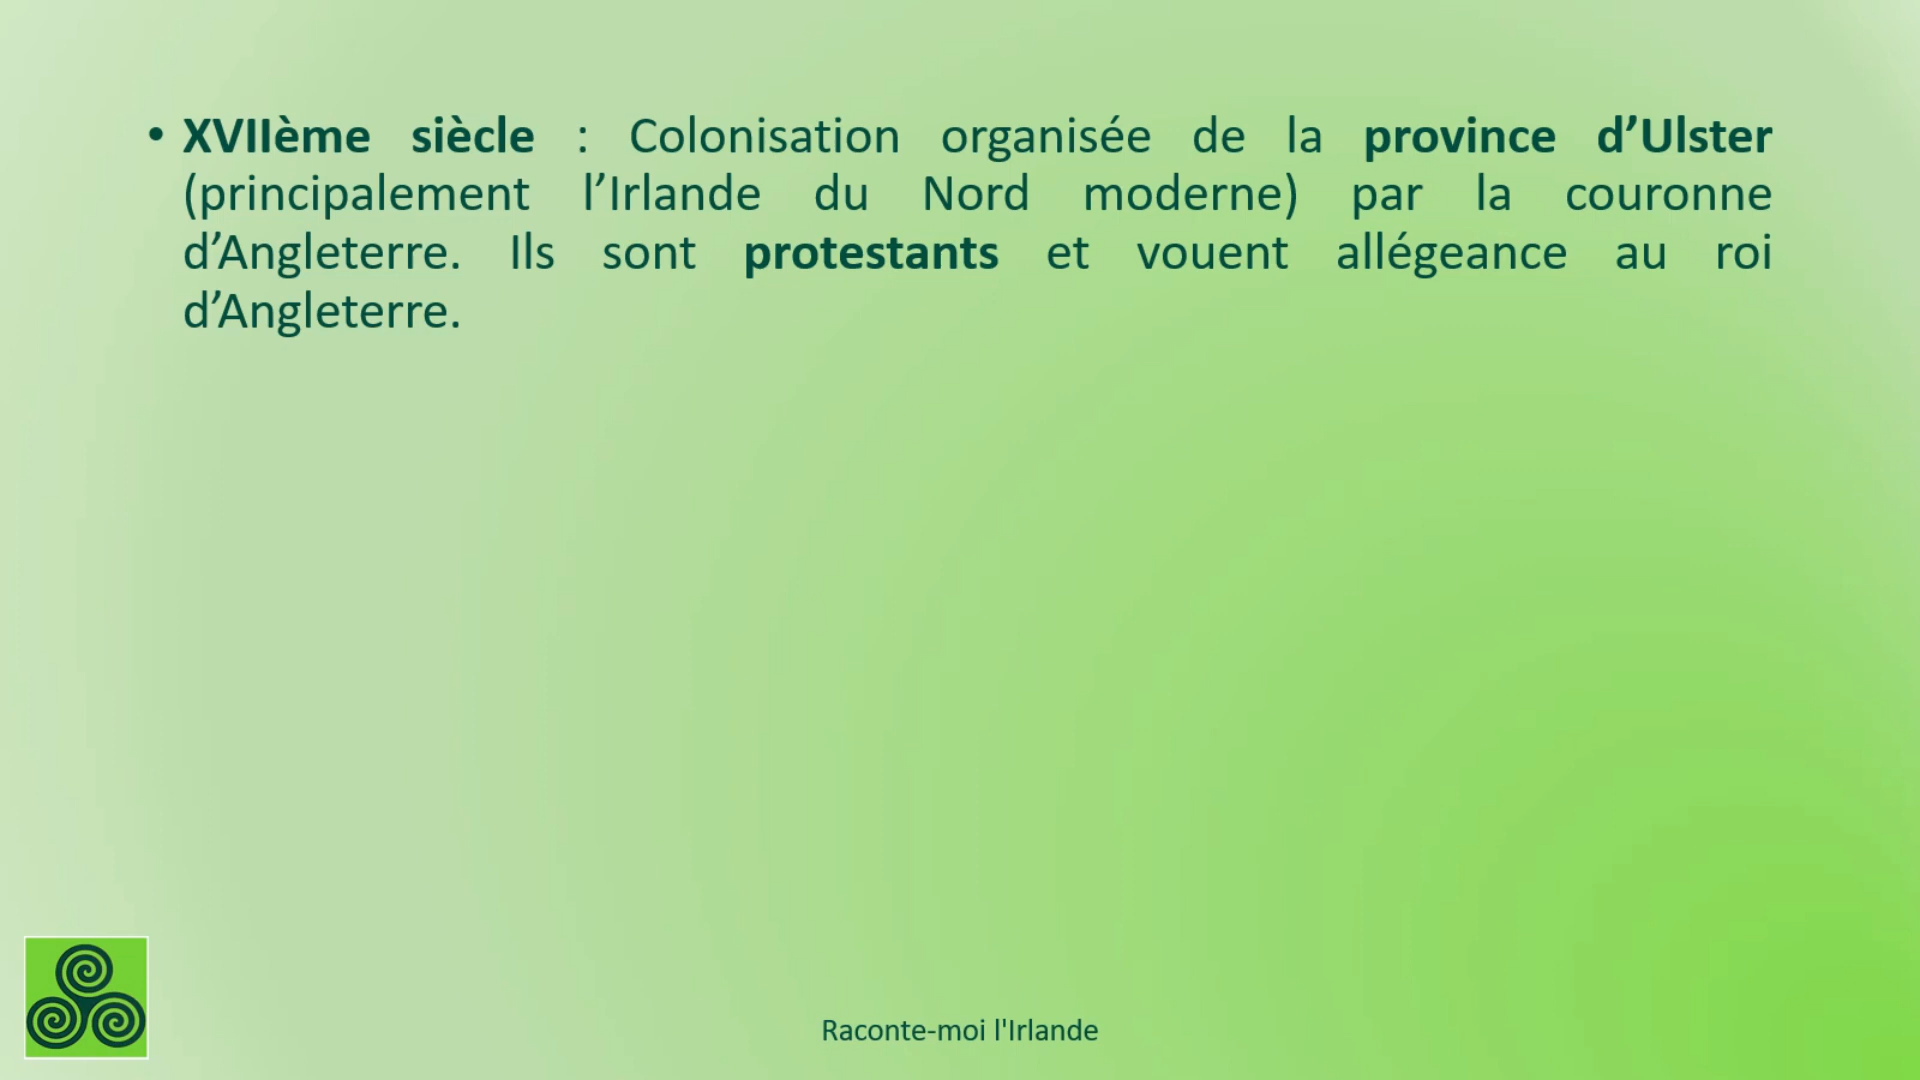 • XVIIème siècle : Colonisation organisée de la province d’Ulster
(principalement l’Irlande du Nord moderne) par la couronne
d’Angleterre. Ils sont protestants et vouent allégeance au roi
d’Angleterre.
Raconte-moi l'Irlande